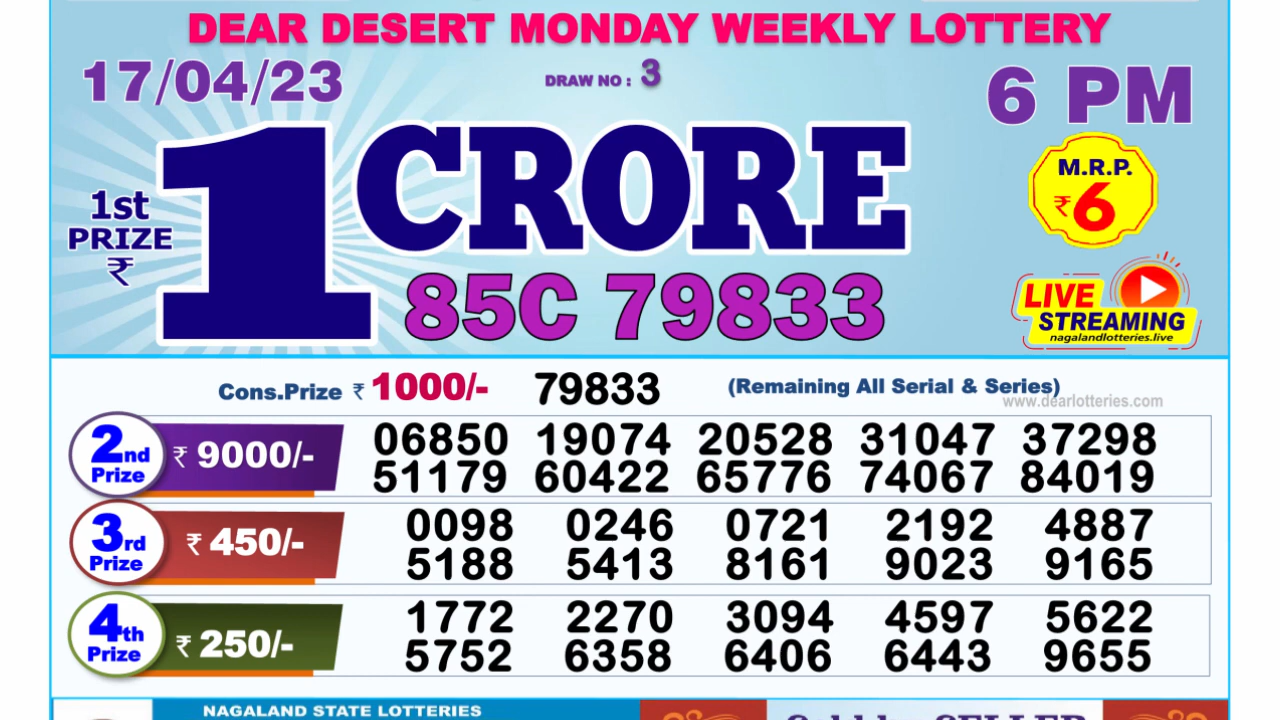 DEAR DESERT MONDAY WEEKLY LOTTERY
17/04/23
DRAW NO : 3
6 PM
1st
PRIZE
₹
1 CRORE
M.R.P.
₹6
85C 79833
LIVE
STREAMING
nagalandlotteries.live
Cons.Prize ₹ 1000/- 79833 (Remaining All Serial & Series)
www.dearlotteries.com
2nd
Prize
₹ 9000/-
06850 19074 20528 31047 37298
51179 60422 65776 74067 84019
3rd
Prize
₹ 450/-
0098 0246 0721 2192 4887
5188 5413 8161 9023 9165
4th
Prize
₹ 250/-
1772 2270 3094 4597 5622
5752 6358 6406 6443 9655
NAGALAND STATE LOTTERIES
SELLER